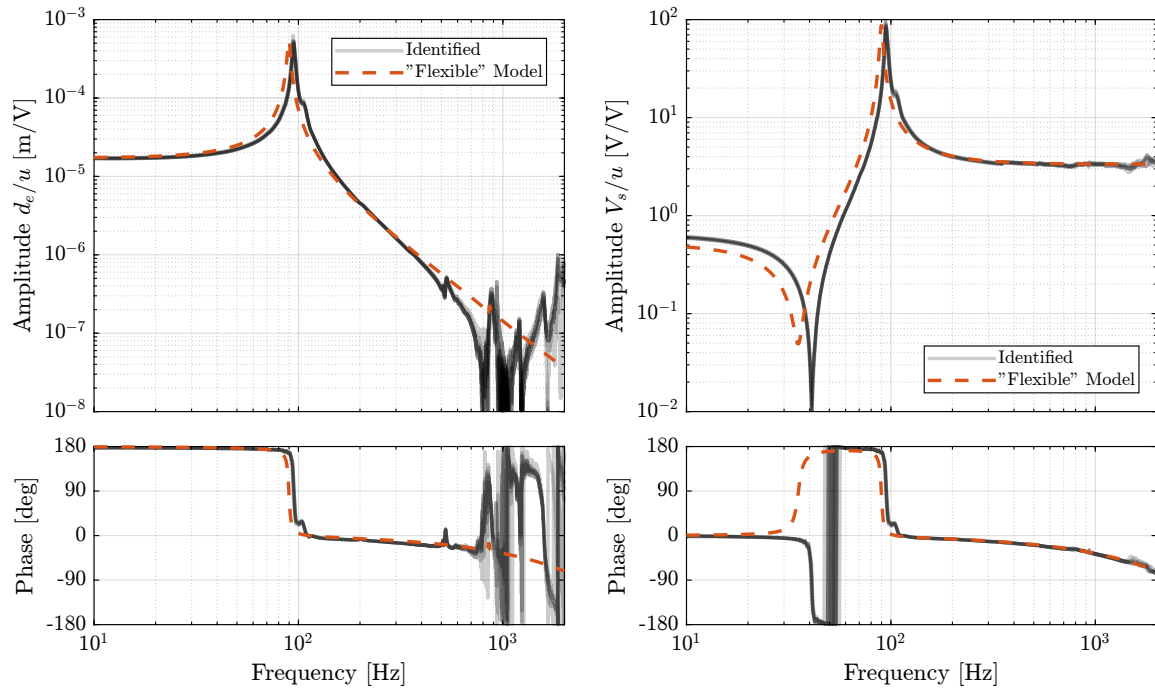 Amplitude d_e/u [m/V]
10^{-3}
10^{-4}
10^{-5}
10^{-6}
10^{-7}
10^{-8}
Identified
"Flexible" Model
Phase [deg]
180
90
0
-90
-180
10^1
10^2
10^3
Frequency [Hz]
Amplitude V_s/u [V/V]
10^2
10^1
10^0
10^{-1}
10^{-2}
Identified
"Flexible" Model
Phase [deg]
180
90
0
-90
-180
10^1
10^2
10^3
Frequency [Hz]